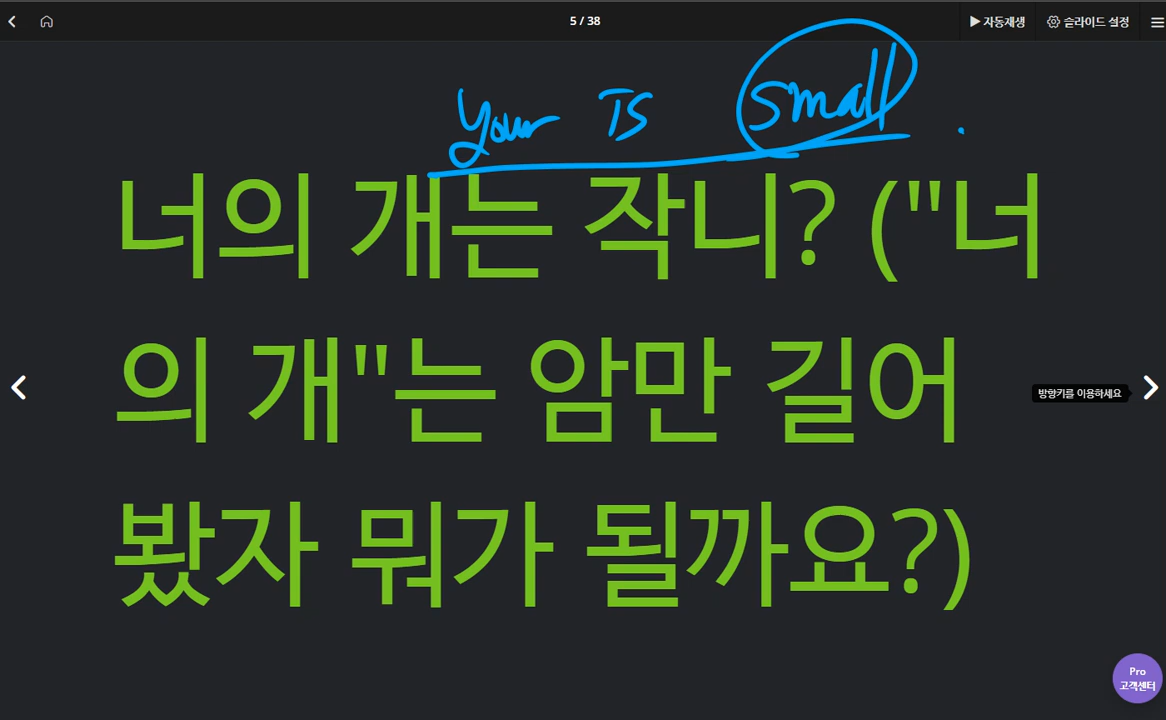 5 / 38
▶ 자동재생
슬라이드 설정
your Is small .
너의 개는 작니? ("너
의 개"는 암만 길어
방향키를 이용하세요
봤자 뭐가 될까요?)
Pro
고객센터